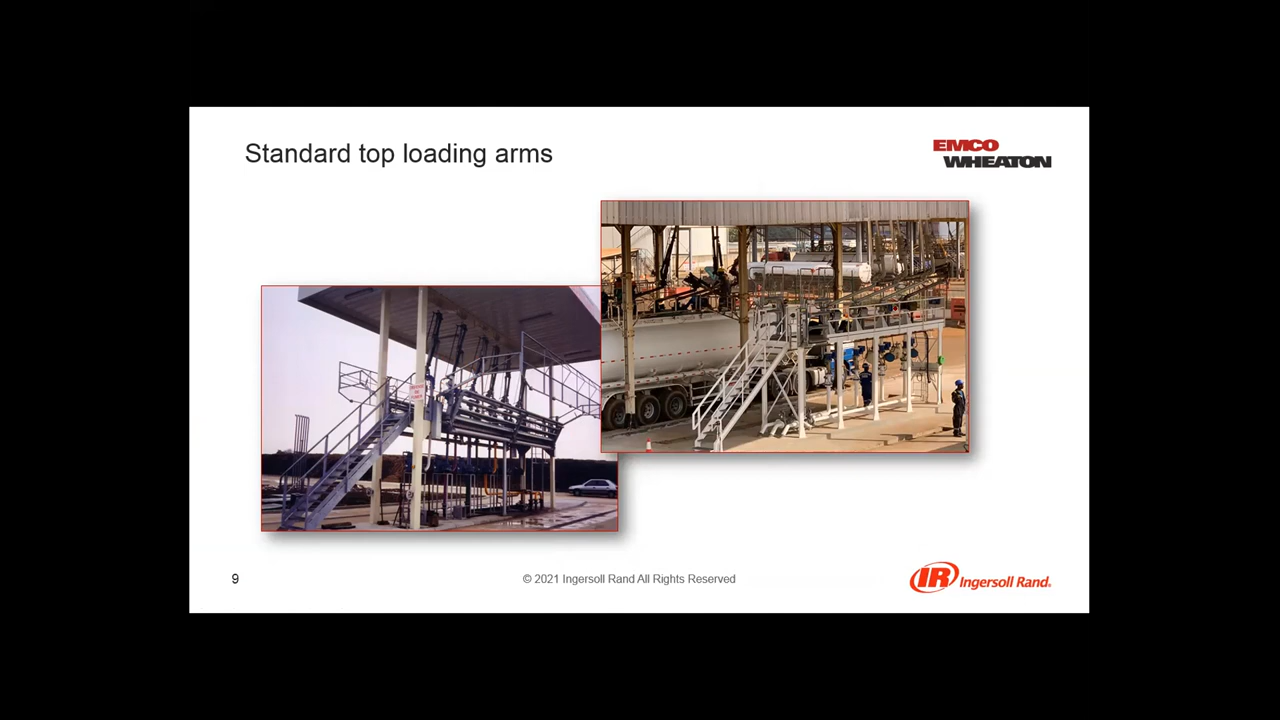 Standard top loading arms
EMCO
WHEATON
9
© 2021 Ingersoll Rand All Rights Reserved
IR Ingersoll Rand